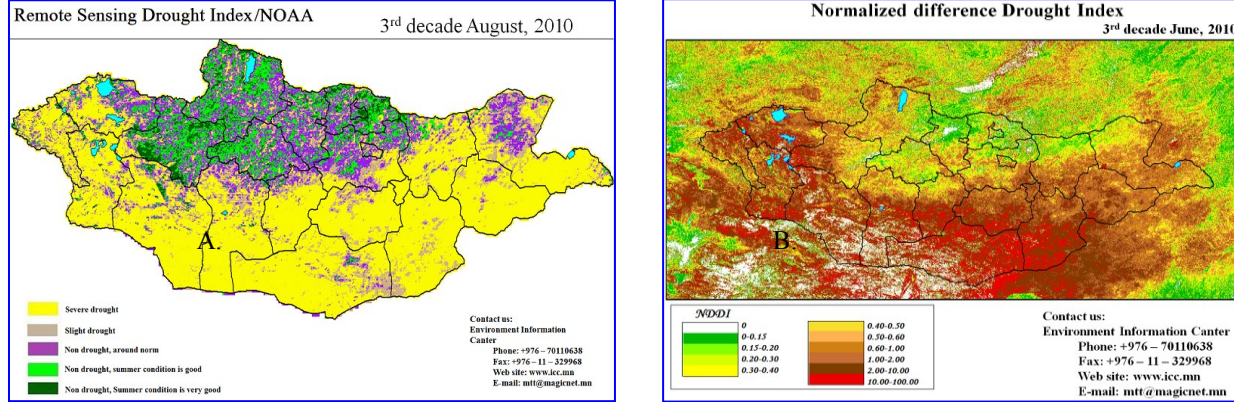 Remote Sensing Drought Index/NOAA
3rd decade August, 2010
A.
Severe drought
Slight drought
Non drought, around norm
Non drought, summer condition is good
Non drought, Summer condition is very good
Contact us:
Environment Information
Canter
Phone: +976 – 70110638
Fax: +976 – 11 – 329968
Web site: www.icc.mn
E-mail: mtt@magicnet.mn
Normalized difference Drought Index
3rd decade June, 2010
B.
NDDI
0
0-0.15
0.15-0.20
0.20-0.30
0.30-0.40
0.40-0.50
0.50-0.60
0.60-1.00
1.00-2.00
2.00-10.00
10.00-100.00
Contact us:
Environment Information Canter
Phone: +976 – 70110638
Fax: +976 – 11 – 329968
Web site: www.icc.mn
E-mail: mtt@magicnet.mn